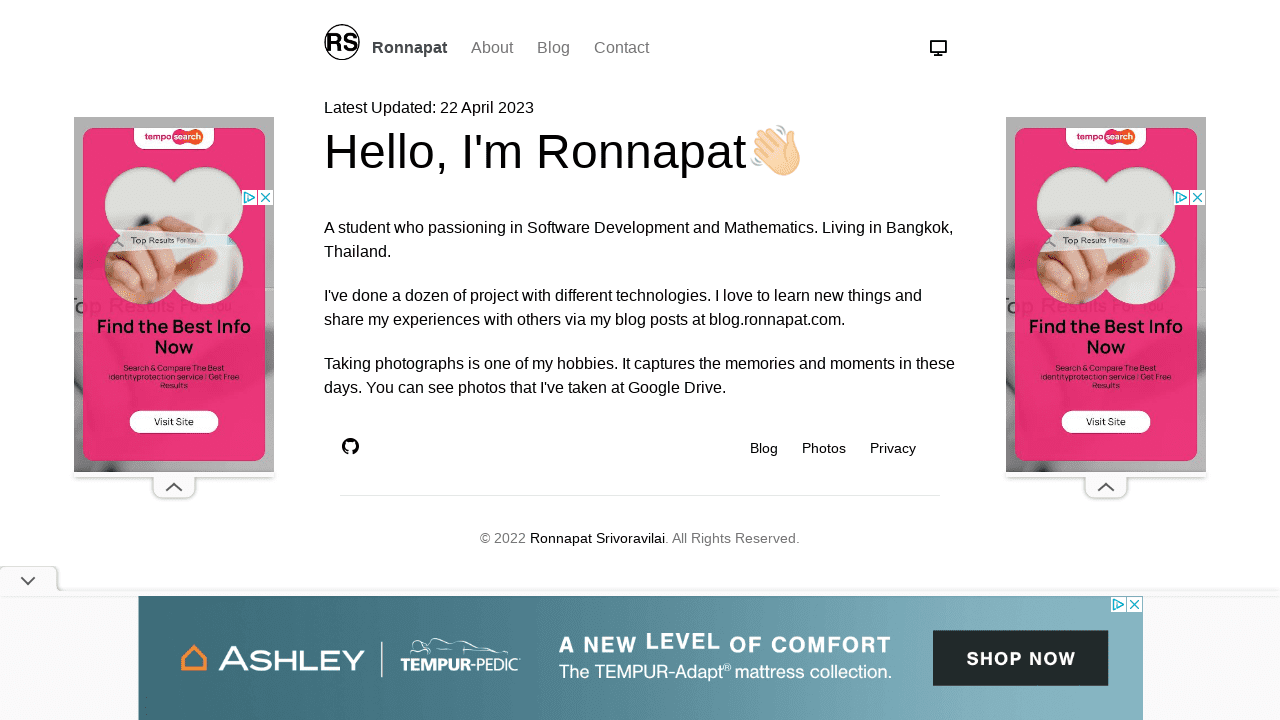 RS Ronnapat About Blog Contact
Latest Updated: 22 April 2023
Hello, I'm Ronnapat
A student who passioning in Software Development and Mathematics. Living in Bangkok,
Thailand.
I've done a dozen of project with different technologies. I love to learn new things and
share my experiences with others via my blog posts at blog.ronnapat.com.
Taking photographs is one of my hobbies. It captures the memories and moments in these
days. You can see photos that I've taken at Google Drive.
Blog Photos Privacy
© 2022 Ronnapat Srivoravilai. All Rights Reserved.
temposearch
Top Results For You
Top Results For You
Find the Best Info
Now
Search & Compare The Best
identityprotection service | Get Free
Results
Visit Site
temposearch
Top Results For You
Top Results For You
Find the Best Info
Now
Search & Compare The Best
identityprotection service | Get Free
Results
Visit Site
ASHLEY TEMPUR-PEDIC®
A NEW LEVEL OF COMFORT
The TEMPUR-Adapt® mattress collection.
SHOP NOW